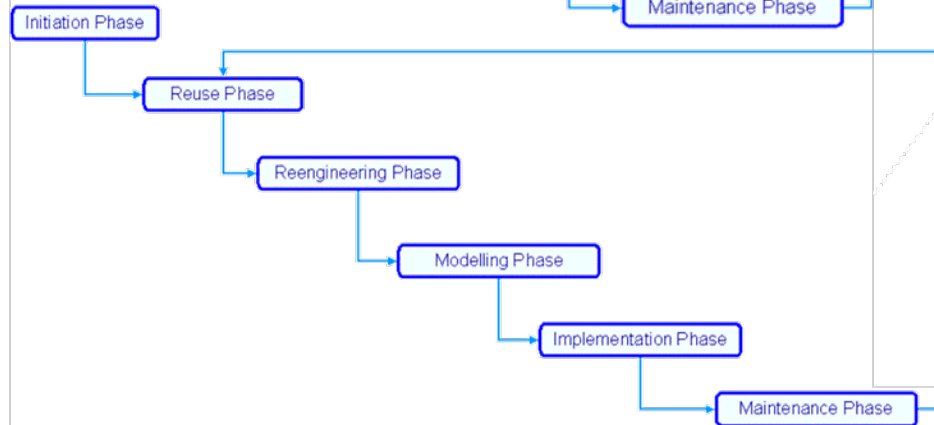 Maintenance Phase
Initiation Phase
Reuse Phase
Reengineering Phase
Modelling Phase
Implementation Phase
Maintenance Phase